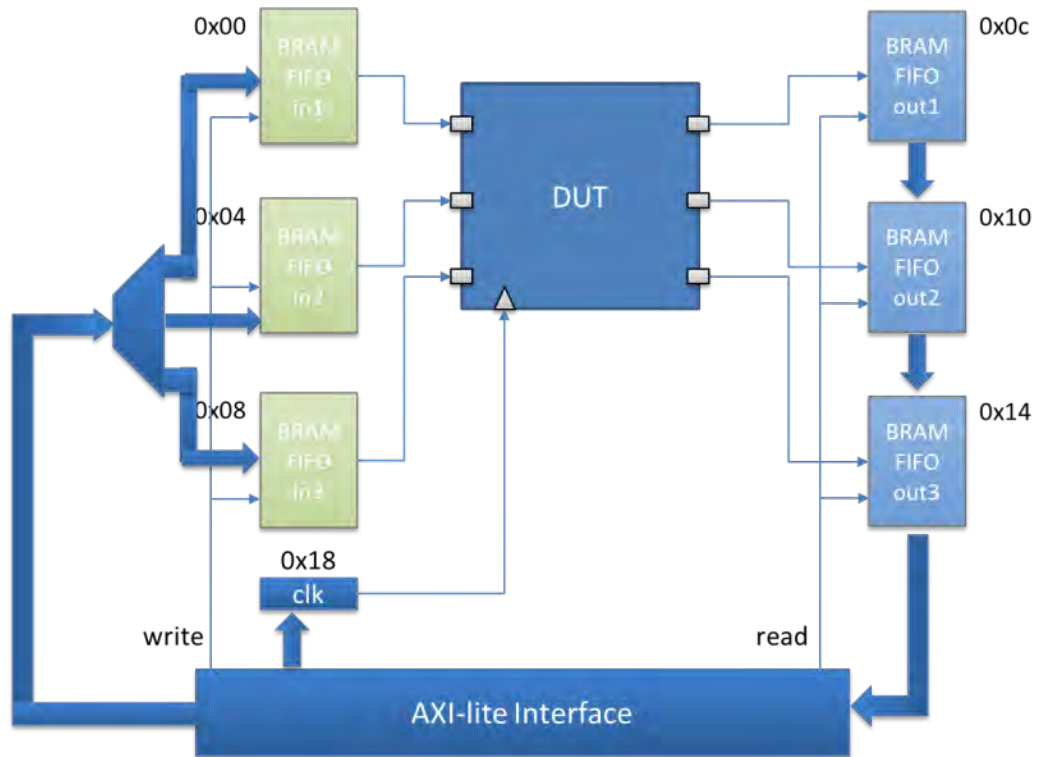 0x00
BRAM
FIFO
in1
0x0c
BRAM
FIFO
out1
DUT
0x04
BRAM
FIFO
in2
0x10
BRAM
FIFO
out2
0x08
BRAM
FIFO
in3
0x14
BRAM
FIFO
out3
0x18
clk
write
read
AXI-lite Interface